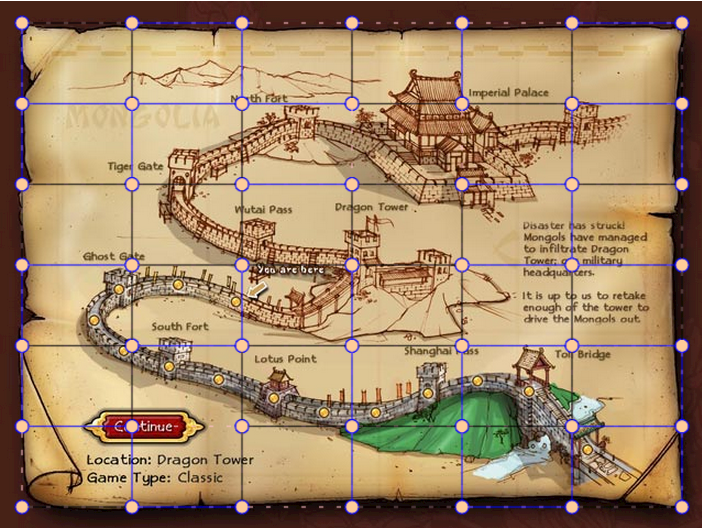 Imperial Palace
North Fort
MONGOLIA
Tiger Gate
Wutai Pass
Dragon Tower
Disaster has struck!
Mongols have managed
to infiltrate Dragon
Tower: our military
headquarters.
It is up to us to retake
enough of the tower to
drive the Mongols out.
Ghost Gate
You are here
South Fort
Lotus Point
Shanghai Pass
Toll Bridge
Continue
Location: Dragon Tower
Game Type: Classic